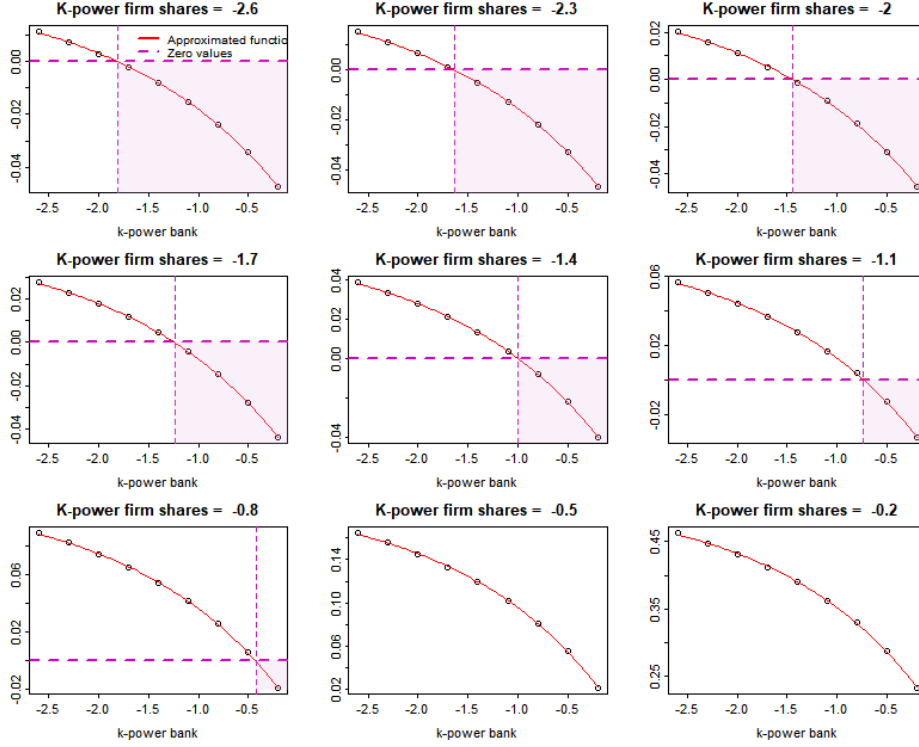 K-power firm shares = -2.6
Approximated functio
Zero values
0.00
-0.02
-0.04
-2.5 -2.0 -1.5 -1.0 -0.5
k-power bank
K-power firm shares = -2.3
0.00
-0.02
-0.04
-2.5 -2.0 -1.5 -1.0 -0.5
k-power bank
K-power firm shares = -2
0.02
0.00
-0.02
-0.04
-2.5 -2.0 -1.5 -1.0 -0.5
k-power bank
K-power firm shares = -1.7
0.02
0.00
-0.02
-0.04
-2.5 -2.0 -1.5 -1.0 -0.5
k-power bank
K-power firm shares = -1.4
0.04
0.00
-0.04
-2.5 -2.0 -1.5 -1.0 -0.5
k-power bank
K-power firm shares = -1.1
0.06
0.02
-0.02
-2.5 -2.0 -1.5 -1.0 -0.5
k-power bank
K-power firm shares = -0.8
0.06
0.02
-0.02
-2.5 -2.0 -1.5 -1.0 -0.5
k-power bank
K-power firm shares = -0.5
0.14
0.10
0.06
0.02
-2.5 -2.0 -1.5 -1.0 -0.5
k-power bank
K-power firm shares = -0.2
0.45
0.35
0.25
-2.5 -2.0 -1.5 -1.0 -0.5
k-power bank